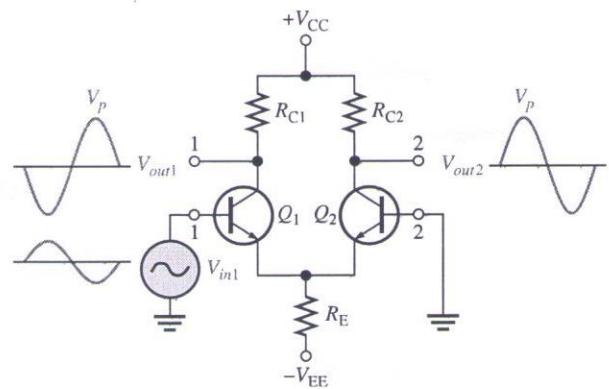 +V_CC
V_p
R_C1
R_C2
V_p
1
2
V_out1
V_out2
Q_1
Q_2
1
2
V_in1
R_E
−V_EE